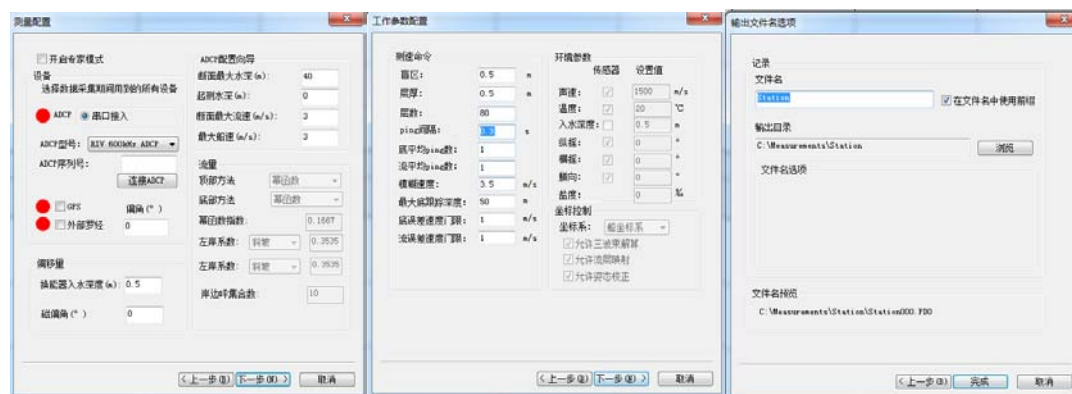 测量配置
开启专家模式
设备
选择数据采集期间用到的所有设备
ADCP 串口接入
ADCP型号: RIV 600kHz ADCP
ADCP序列号:
连接ADCP
GPS 偏角(°)
外部罗经 0
偏移量
换能器入水深度(m): 0.5
磁偏角(°) 0
ADCP配置向导
断面最大水深(m): 40
起测水深(m): 0
断面最大流速(m/s): 3
最大船速(m/s): 3
流量
顶部方法 幂函数
底部方法 幂函数
幂函数指数: 0.1667
左岸系数: 斜坡 0.3535
左岸系数: 斜坡 0.3535
岸边呯集合数: 10
<上一步(B) 下一步(N) > 取消
工作参数配置
测速命令
盲区: 0.5 m
层厚: 0.5 m
层数: 80
ping间隔: s
底平均ping数: 1
流平均ping数: 1
模糊速度: 3.5 m/s
最大底跟踪深度: 50 m
底误差速度门限: 1 m/s
流误差速度门限: 1 m/s
环境参数
传感器 设置值
声速: 1500 m/s
温度: 20 ℃
入水深度: 0.5 m
纵摇: 0 °
横摇: 0 °
艏向: 0 °
盐度: 0 ‰
坐标控制
坐标系: 船坐标系
允许三波束解算
允许流层映射
允许姿态校正
<上一步(B) 下一步(N) > 取消
输出文件名选项
记录
文件名
Station
在文件名中使用前缀
输出目录
C:\Measurements\Station
浏览
文件名选项
文件名预览
C:\Measurements\Station\Station000.PD0
<上一步(B) 完成 取消